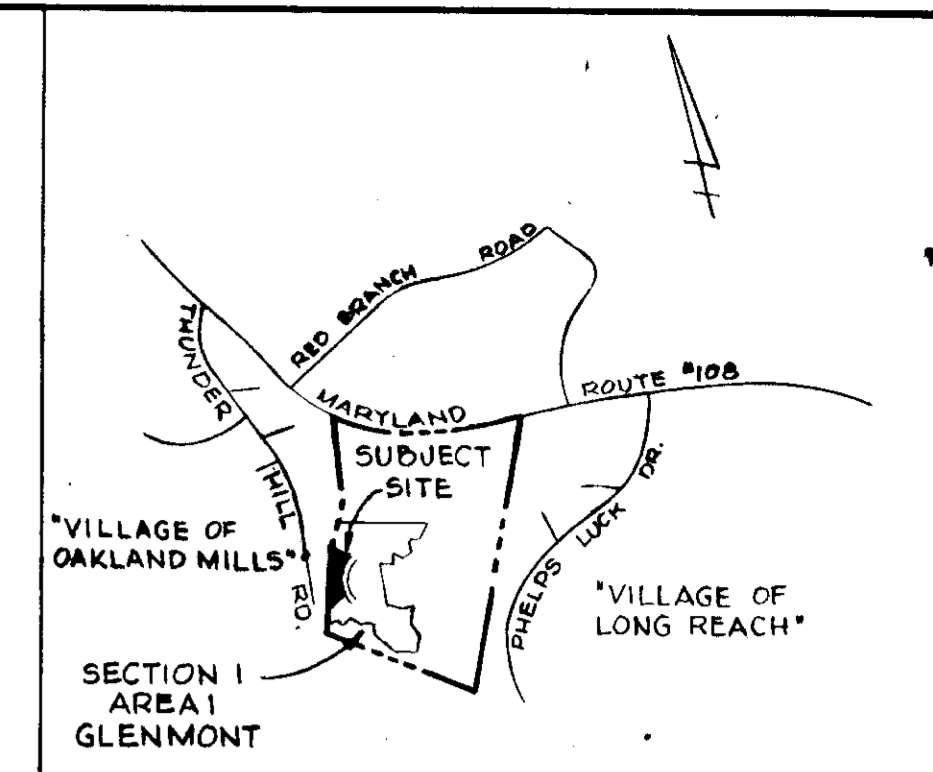 RED BRANCH ROAD
THUNDER HILL RD.
MARYLAND ROUTE #108
SUBJECT
SITE
PHELPS LUCK DR.
"VILLAGE OF
OAKLAND MILLS"
"VILLAGE OF
LONG REACH"
SECTION 1
AREA 1
GLENMONT